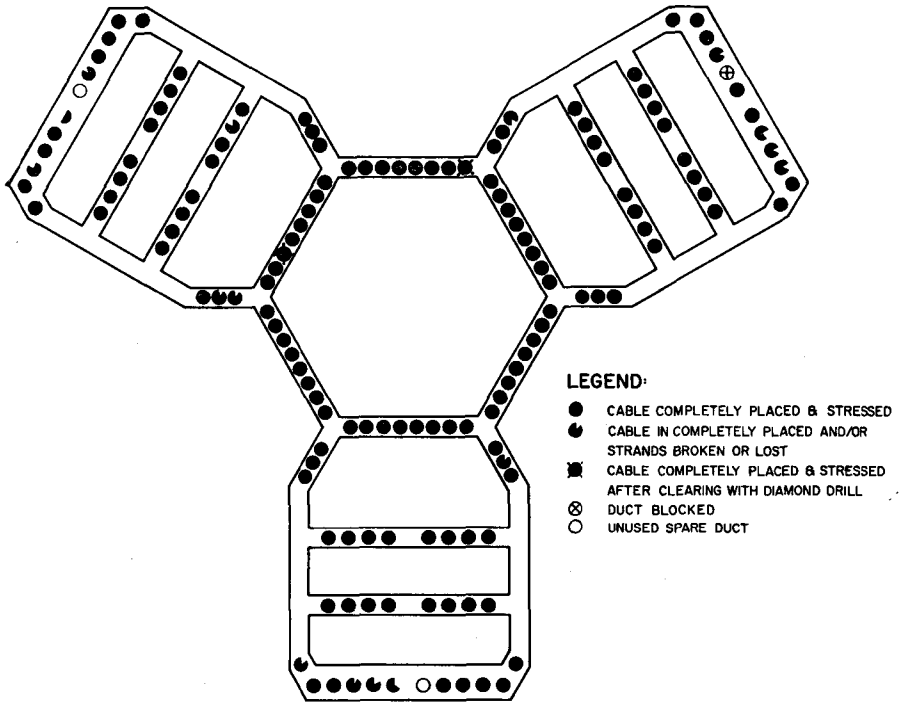 LEGEND:
CABLE COMPLETELY PLACED & STRESSED
CABLE IN COMPLETELY PLACED AND/OR
STRANDS BROKEN OR LOST
CABLE COMPLETELY PLACED & STRESSED
AFTER CLEARING WITH DIAMOND DRILL
DUCT BLOCKED
UNUSED SPARE DUCT